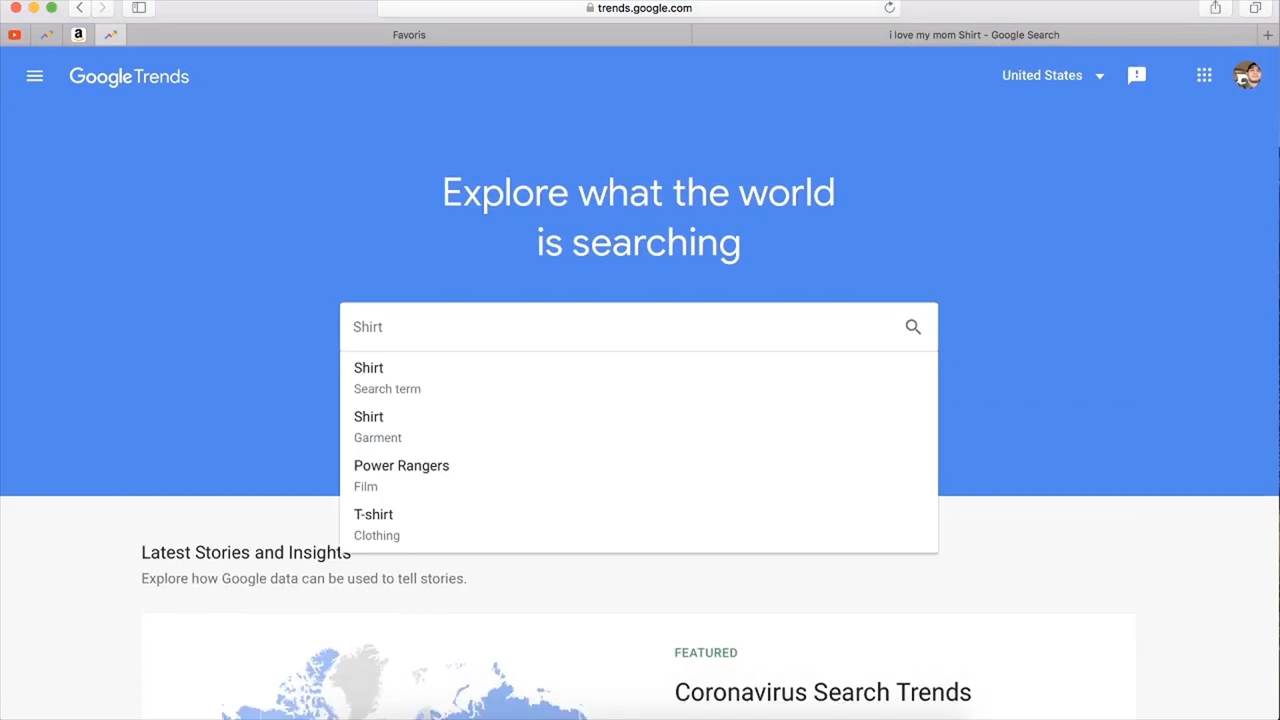 trends.google.com
a
Favoris
i love my mom Shirt - Google Search
Google Trends
United States
Explore what the world
is searching
Shirt
Shirt
Search term
Shirt
Garment
Power Rangers
Film
T-shirt
Clothing
Latest Stories and Insights
Explore how Google data can be used to tell stories.
FEATURED
Coronavirus Search Trends